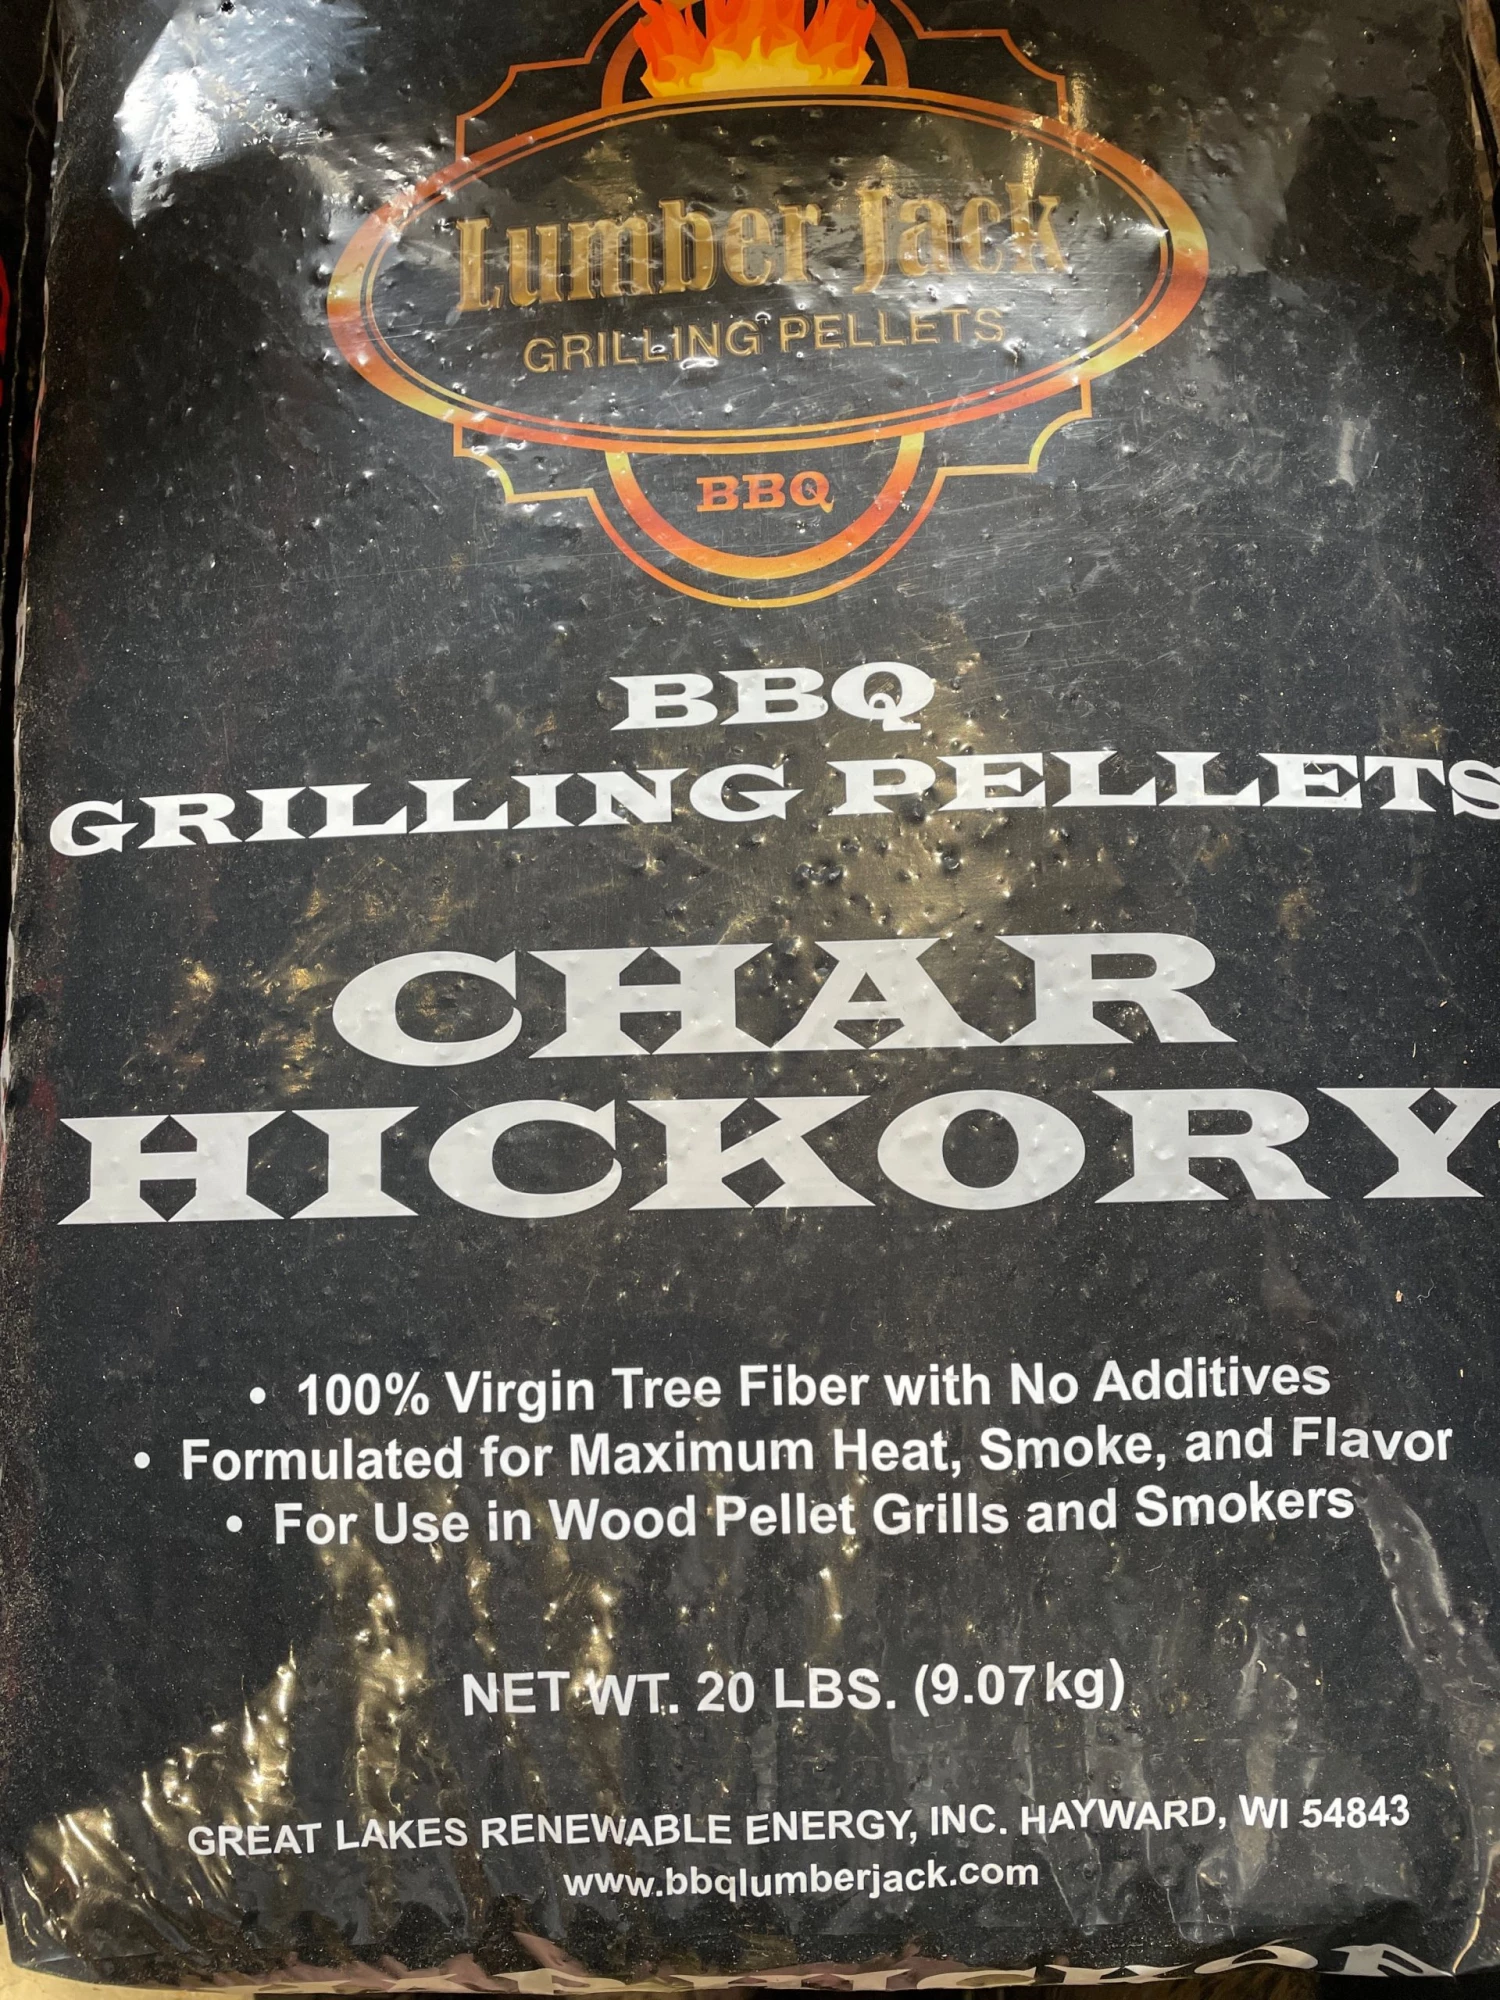 Lumber Jack
GRILLING PELLETS
BBQ
BBQ
GRILLING PELLETS
CHAR
HICKORY
• 100% Virgin Tree Fiber with No Additives
• Formulated for Maximum Heat, Smoke, and Flavor
• For Use in Wood Pellet Grills and Smokers
NET WT. 20 LBS. (9.07 kg)
GREAT LAKES RENEWABLE ENERGY, INC. HAYWARD, WI 54843
www.bbqlumberjack.com